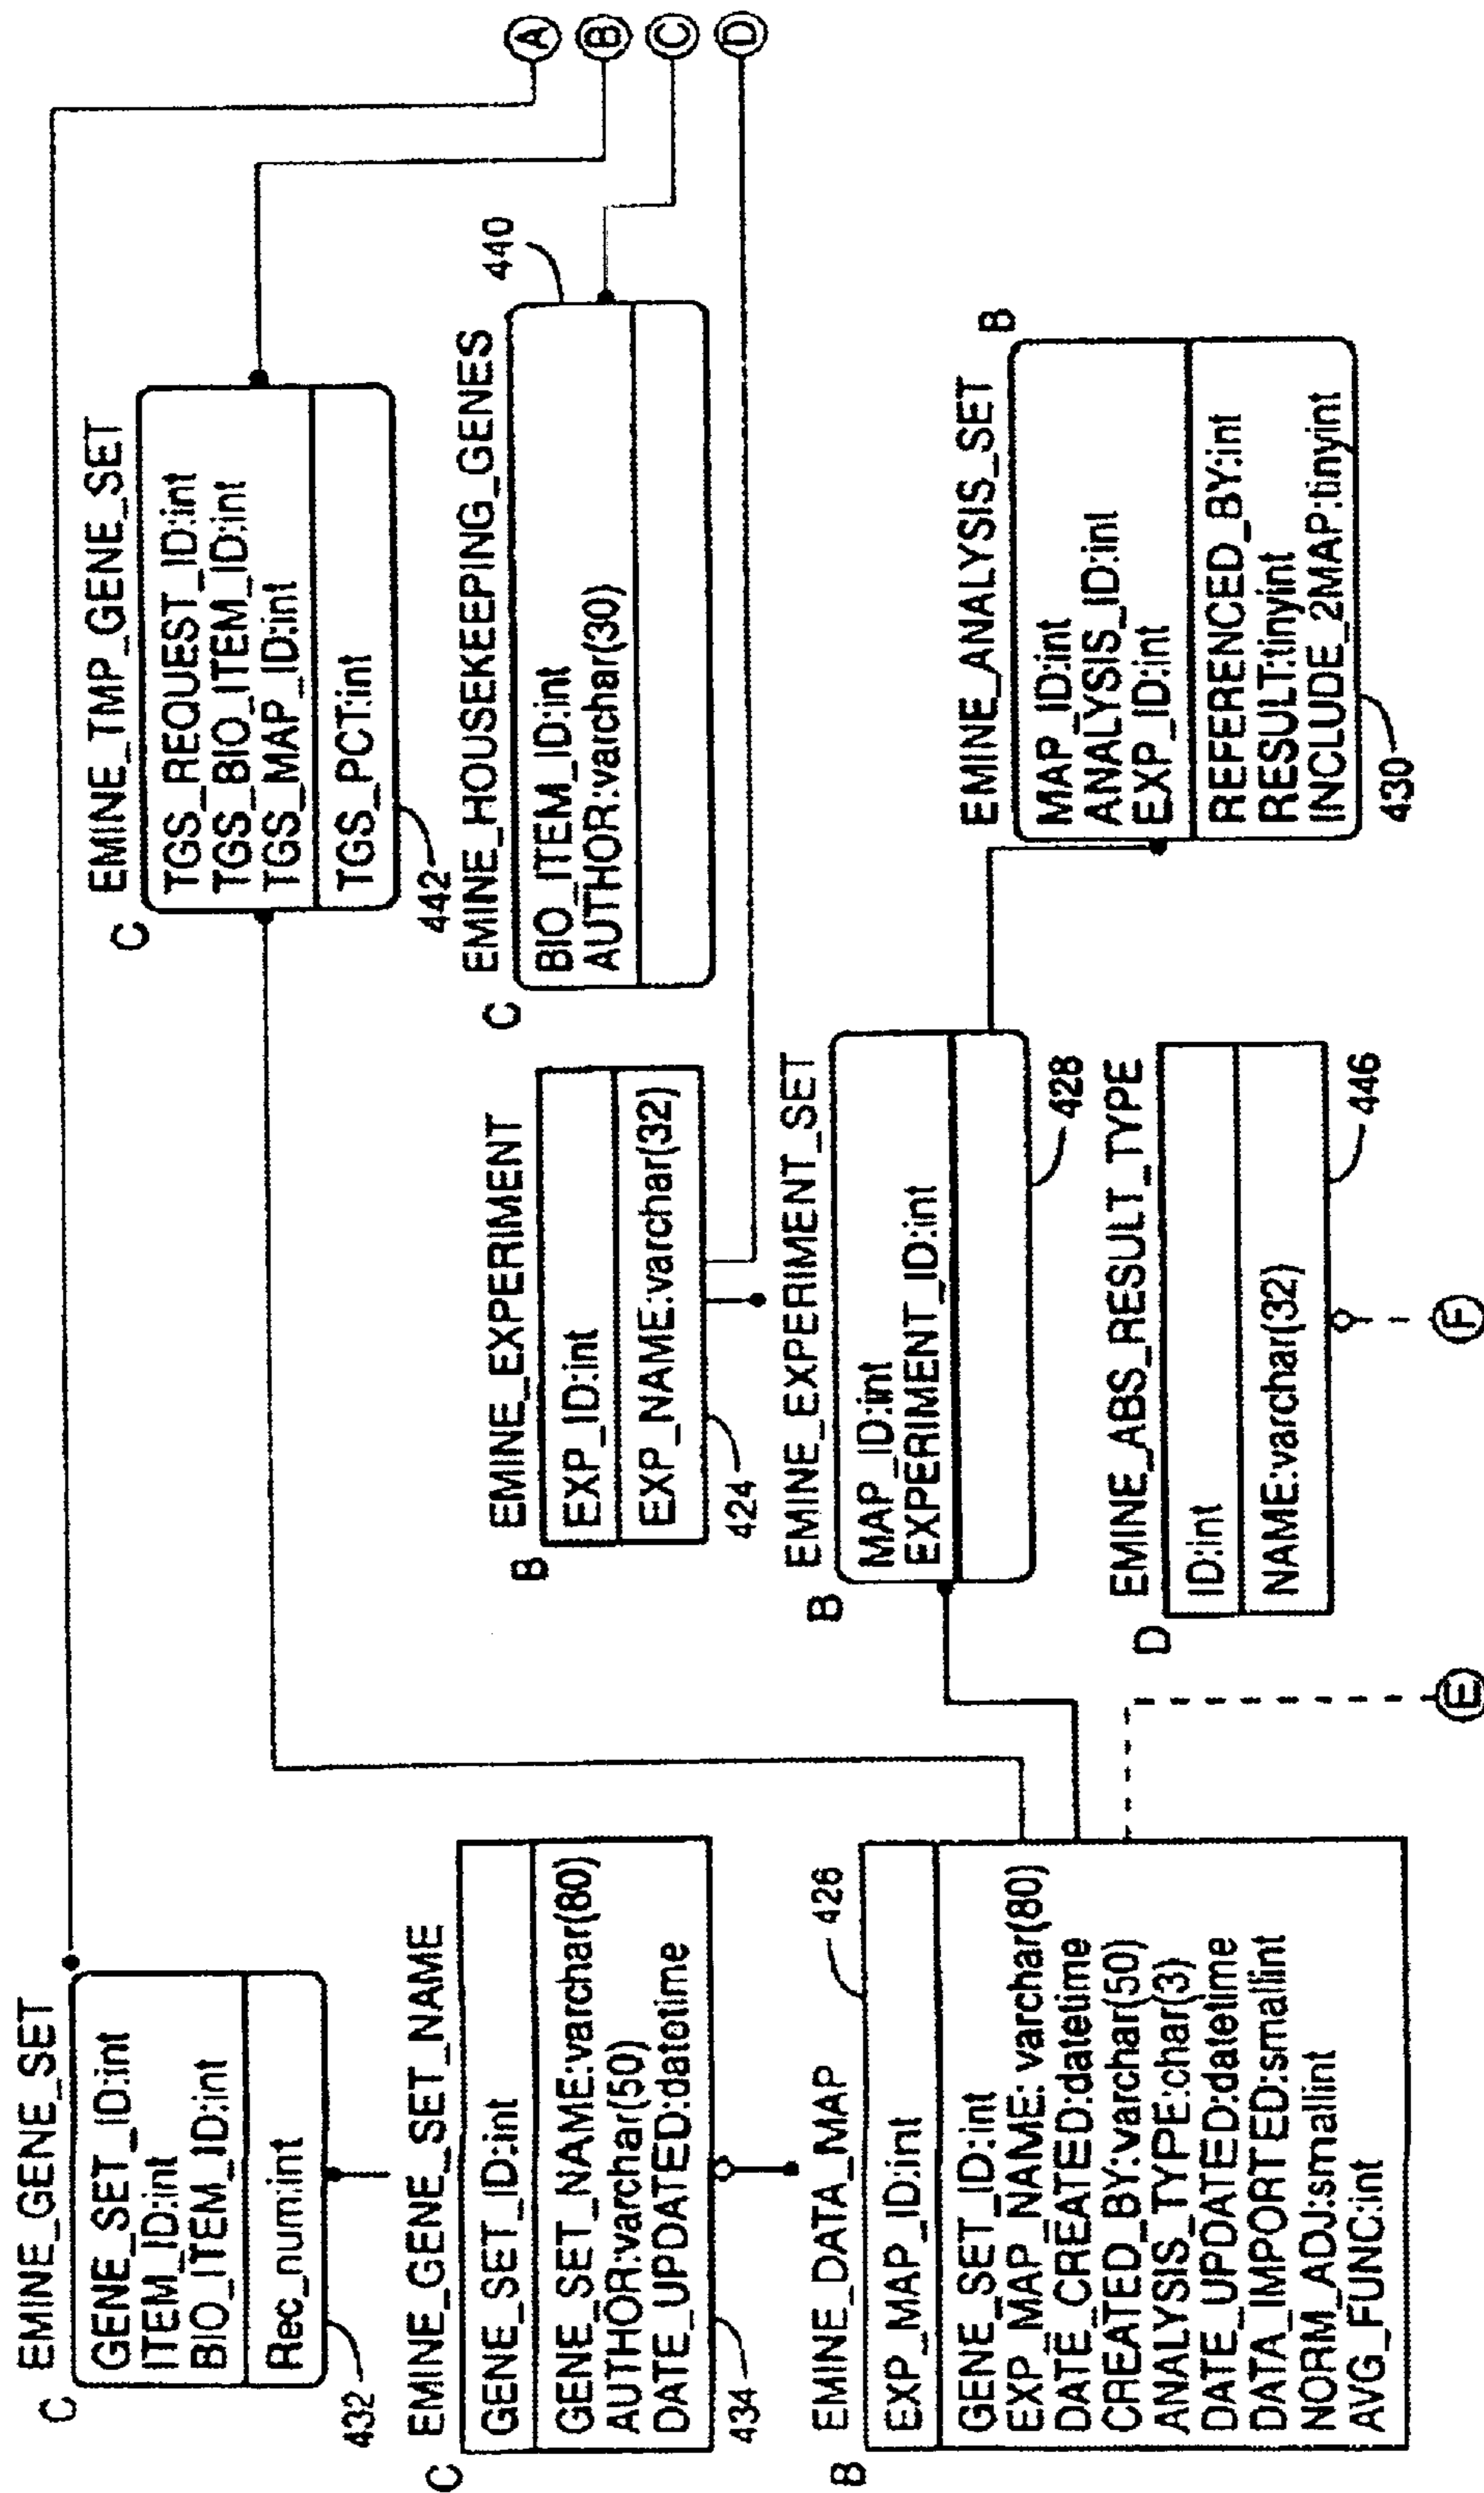 EMINE_GENE_SET
C
GENE_SET_ID:int
ITEM_ID:int
BIO_ITEM_ID:int
Rec_num:int
432
EMINE_GENE_SET_NAME
C
GENE_SET_ID:int
GENE_SET_NAME:varchar(80)
AUTHOR:varchar(50)
DATE_UPDATED:datetime
434
EMINE_DATA_MAP
426
B
EXP_MAP_ID:int
GENE_SET_ID:int
EXP_MAP_NAME: varchar(80)
DATE_CREATED:datetime
CREATED_BY:varchar(50)
ANALYSIS_TYPE:char(3)
DATE_UPDATED:datetime
DATA_IMPORTED:smallint
NORM_ADJ:smallint
AVG_FUNC:int
EMINE_EXPERIMENT
B
EXP_ID:int
EXP_NAME:varchar(32)
424
EMINE_EXPERIMENT_SET
B
MAP_ID:int
EXPERIMENT_ID:int
428
EMINE_ABS_RESULT_TYPE
D
ID:int
NAME:varchar(32)
446
EMINE_TMP_GENE_SET
C
TGS_REQUEST_ID:int
TGS_BIO_ITEM_ID:int
TGS_MAP_ID:int
TGS_PCT:int
442
EMINE_HOUSEKEEPING_GENES
440
C
BIO_ITEM_ID:int
AUTHOR:varchar(30)
EMINE_ANALYSIS_SET
B
MAP_ID:int
ANALYSIS_ID:int
EXP_ID:int
REFERENCED_BY:int
RESULT:tinyint
INCLUDE_2MAP:tinyint
430
A
B
C
D
E
F